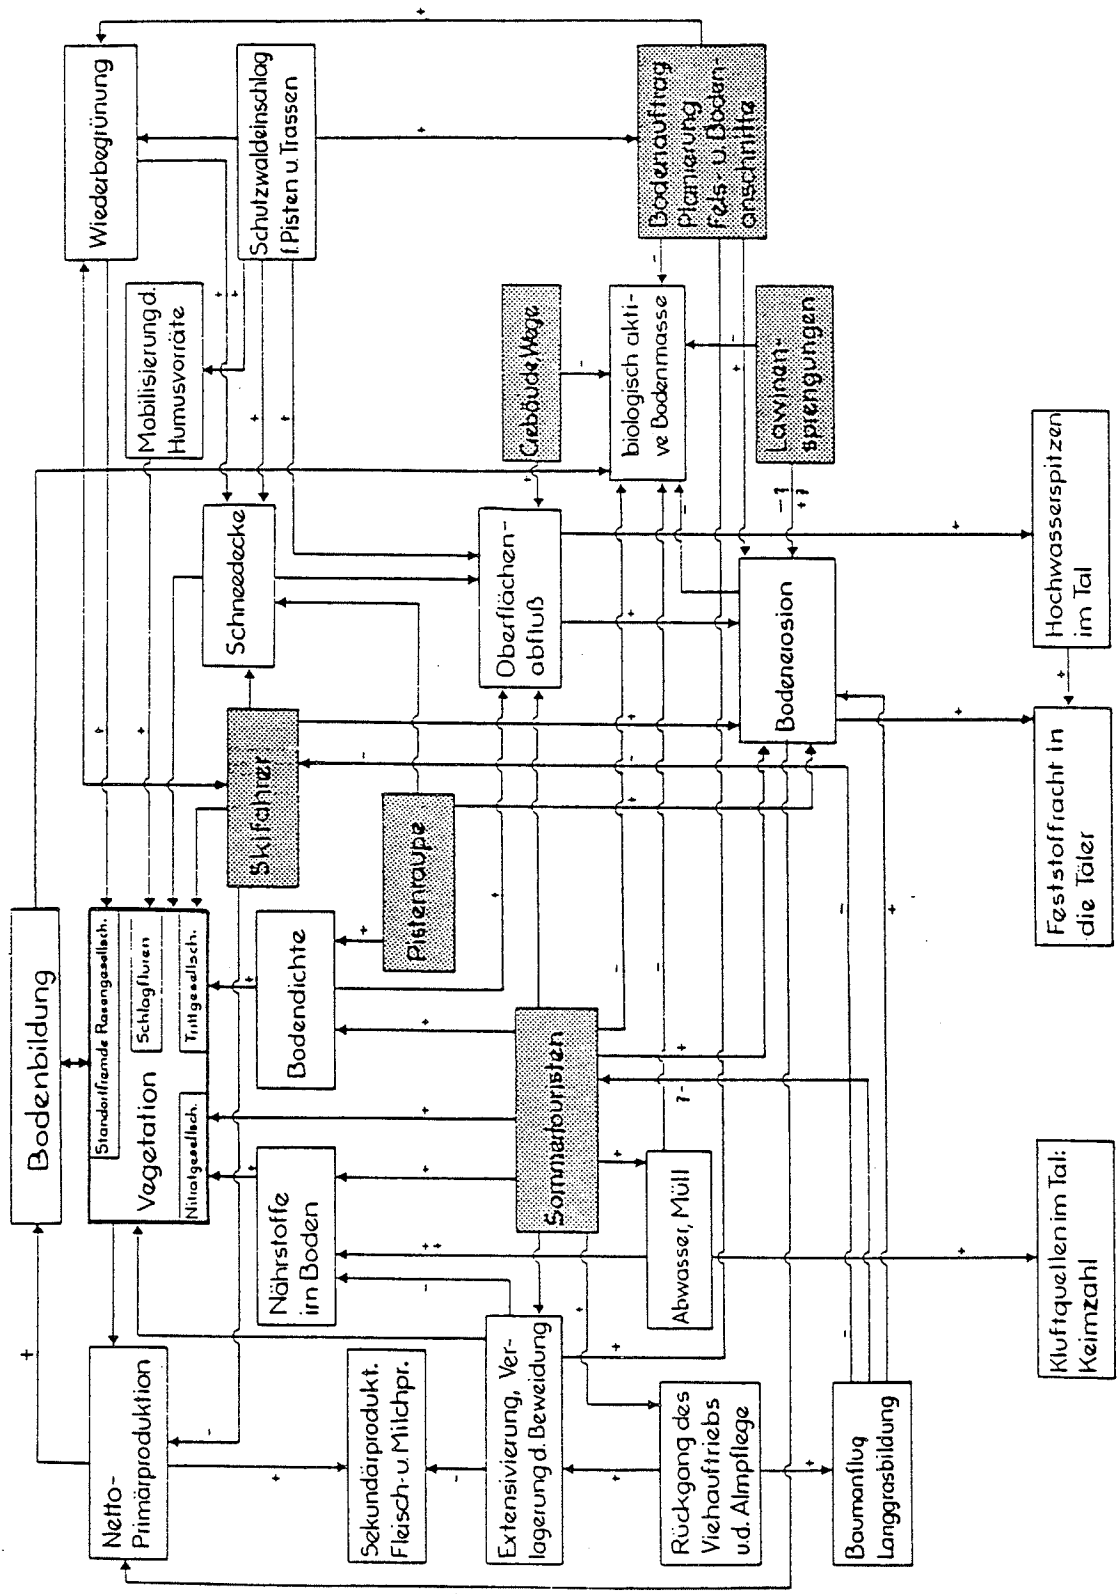 Bodenbildung
Netto-
Primärproduktion
Standortfremde Rasengesellsch.
Vegetation
Schlagfluren
Nitratgesellsch.
Trittgesellsch.
Wiederbegrünung
Mobilisierung d.
Humusvorräte
Schneedecke
Schutzwaldeinschlag
f. Pisten u. Trassen
Skifahrer
Nährstoffe
im Boden
Bodendichte
Sekundärprodukt.
Fleisch- u. Milchpr.
Pistenraupe
Extensivierung, Ver-
lagerung d. Beweidung
Sommertouristen
Oberflächen-
abfluß
Gebäude, Wege
biologisch akti-
ve Bodenmasse
Bodenauftrag
Planierung
Fels- u. Boden-
anschnitte
Abwasser, Müll
Rückgang des
Viehauftriebs
u.d. Almpflege
Bodenerosion
Lawinen-
sprengungen
Baumanflug
Langgrasbildung
Kluftquellen im Tal:
Keimzahl
Feststoffracht in
die Täler
Hochwasserspitzen
im Tal